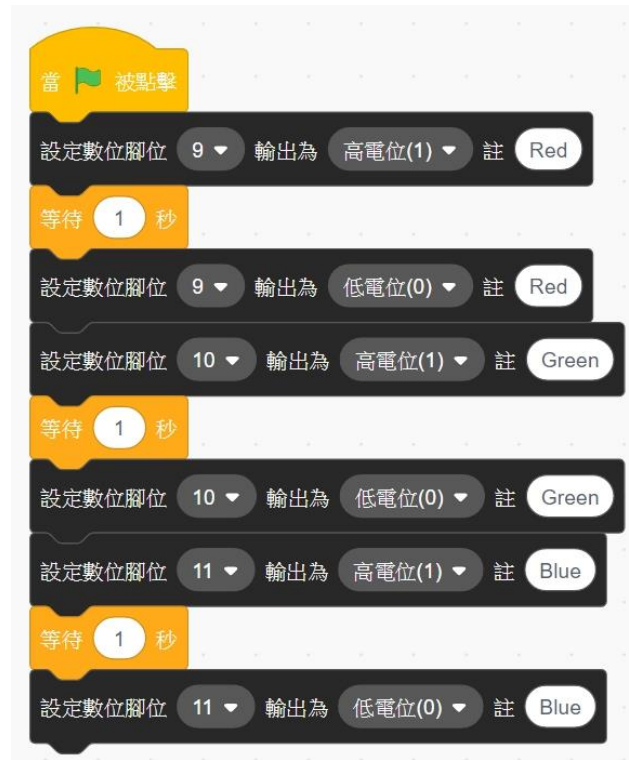 當 被點擊
設定數位腳位 9 輸出為 高電位(1) 註 Red
等待 1 秒
設定數位腳位 9 輸出為 低電位(0) 註 Red
設定數位腳位 10 輸出為 高電位(1) 註 Green
等待 1 秒
設定數位腳位 10 輸出為 低電位(0) 註 Green
設定數位腳位 11 輸出為 高電位(1) 註 Blue
等待 1 秒
設定數位腳位 11 輸出為 低電位(0) 註 Blue